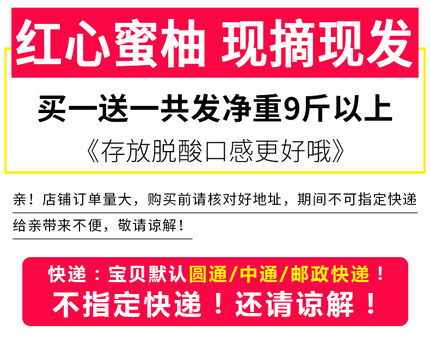 红心蜜柚 现摘现发
买一送一共发净重9斤以上
《存放脱酸口感更好哦》
亲！店铺订单量大，购买前请核对好地址，期间不可指定快递
给亲带来不便，敬请谅解！
快递：宝贝默认圆通/中通/邮政快递！
不指定快递！还请谅解！